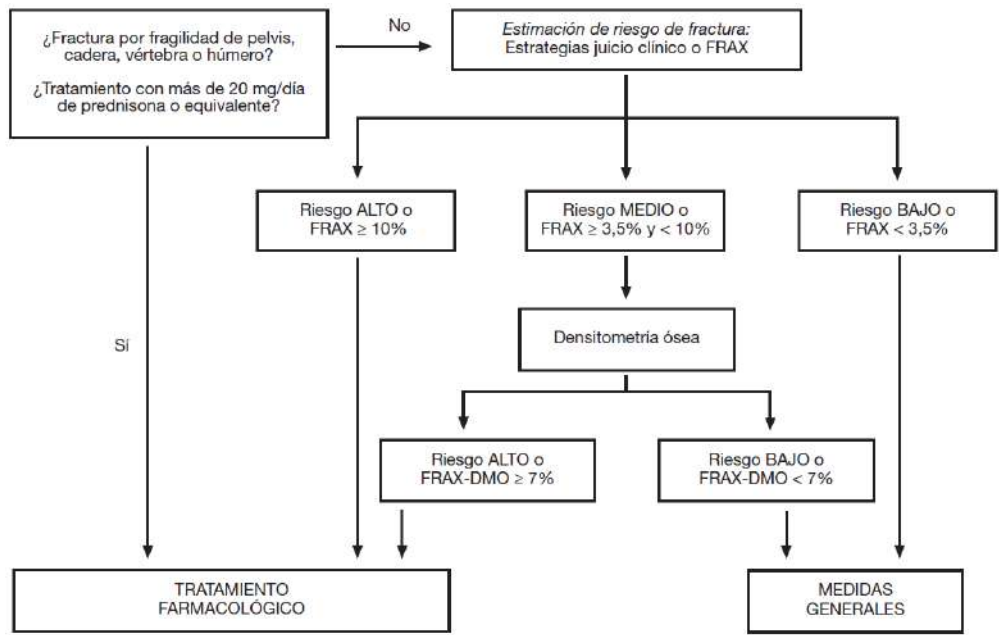 ¿Fractura por fragilidad de pelvis,
cadera, vértebra o húmero?
¿Tratamiento con más de 20 mg/día
de prednisona o equivalente?
No
Estimación de riesgo de fractura:
Estrategias juicio clínico o FRAX
Riesgo ALTO o
FRAX ≥ 10%
Riesgo MEDIO o
FRAX ≥ 3,5% y < 10%
Riesgo BAJO o
FRAX < 3,5%
Densitometría ósea
Sí
Riesgo ALTO o
FRAX-DMO ≥ 7%
Riesgo BAJO o
FRAX-DMO < 7%
TRATAMIENTO
FARMACOLÓGICO
MEDIDAS
GENERALES